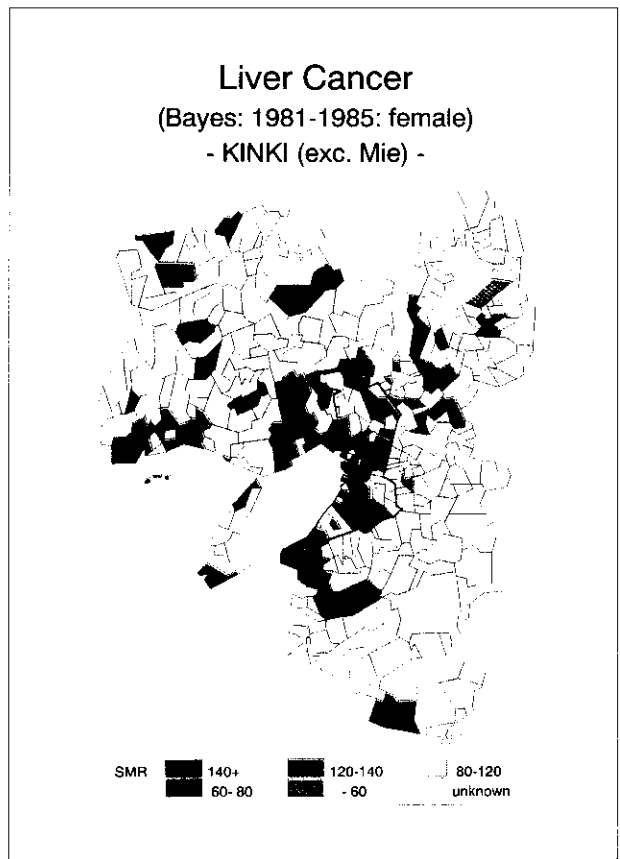 Liver Cancer
(Bayes: 1981-1985: female)
- KINKI (exc. Mie) -
SMR 140+ 120-140 80-120
60- 80 - 60 unknown